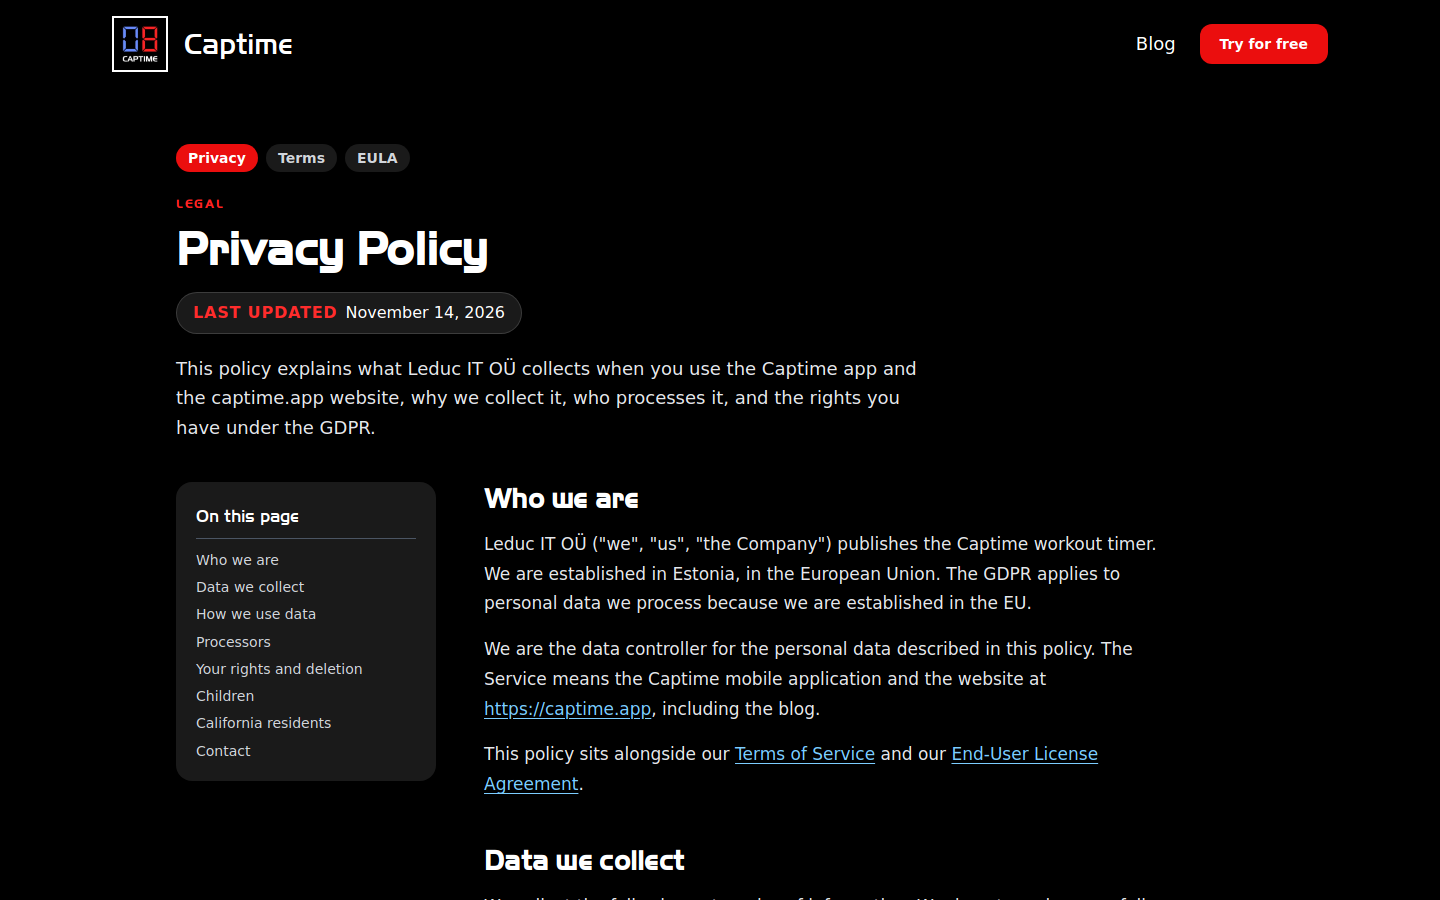 08
CAPTIME
Captime
Blog
Try for free
Privacy
Terms
EULA
LEGAL
Privacy Policy
LAST UPDATED November 14, 2026
This policy explains what Leduc IT OÜ collects when you use the Captime app and
the captime.app website, why we collect it, who processes it, and the rights you
have under the GDPR.
On this page
Who we are
Data we collect
How we use data
Processors
Your rights and deletion
Children
California residents
Contact
Who we are
Leduc IT OÜ ("we", "us", "the Company") publishes the Captime workout timer.
We are established in Estonia, in the European Union. The GDPR applies to
personal data we process because we are established in the EU.
We are the data controller for the personal data described in this policy. The
Service means the Captime mobile application and the website at
https://captime.app, including the blog.
This policy sits alongside our Terms of Service and our End-User License
Agreement.
Data we collect